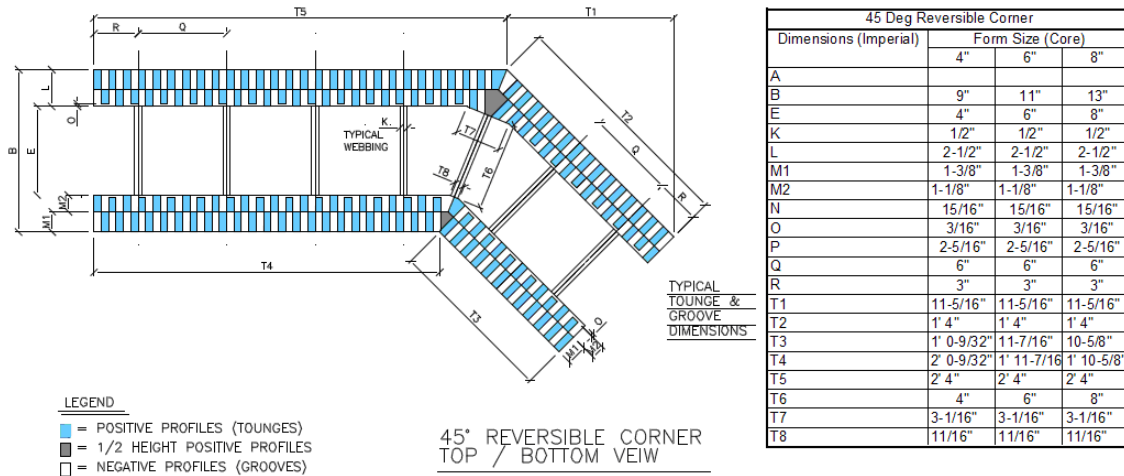 T5
T1
R
Q
L
O
K
TYPICAL
WEBBING
T7
T6
T8
B
E
M2
M1
T2
Q
R
T4
T3
O
M1
M2
TYPICAL
TOUNGE &
GROOVE
DIMENSIONS
LEGEND
= POSITIVE PROFILES (TOUNGES)
= 1/2 HEIGHT POSITIVE PROFILES
= NEGATIVE PROFILES (GROOVES)
45° REVERSIBLE CORNER
TOP / BOTTOM VEIW
45 Deg Reversible Corner
Dimensions (Imperial) Form Size (Core)
4" 6" 8"
A
B 9" 11" 13"
E 4" 6" 8"
K 1/2" 1/2" 1/2"
L 2-1/2" 2-1/2" 2-1/2"
M1 1-3/8" 1-3/8" 1-3/8"
M2 1-1/8" 1-1/8" 1-1/8"
N 15/16" 15/16" 15/16"
O 3/16" 3/16" 3/16"
P 2-5/16" 2-5/16" 2-5/16"
Q 6" 6" 6"
R 3" 3" 3"
T1 11-5/16" 11-5/16" 11-5/16"
T2 1' 4" 1' 4" 1' 4"
T3 1' 0-9/32" 11-7/16" 10-5/8"
T4 2' 0-9/32" 1' 11-7/16 1' 10-5/8"
T5 2' 4" 2' 4" 2' 4"
T6 4" 6" 8"
T7 3-1/16" 3-1/16" 3-1/16"
T8 11/16" 11/16" 11/16"